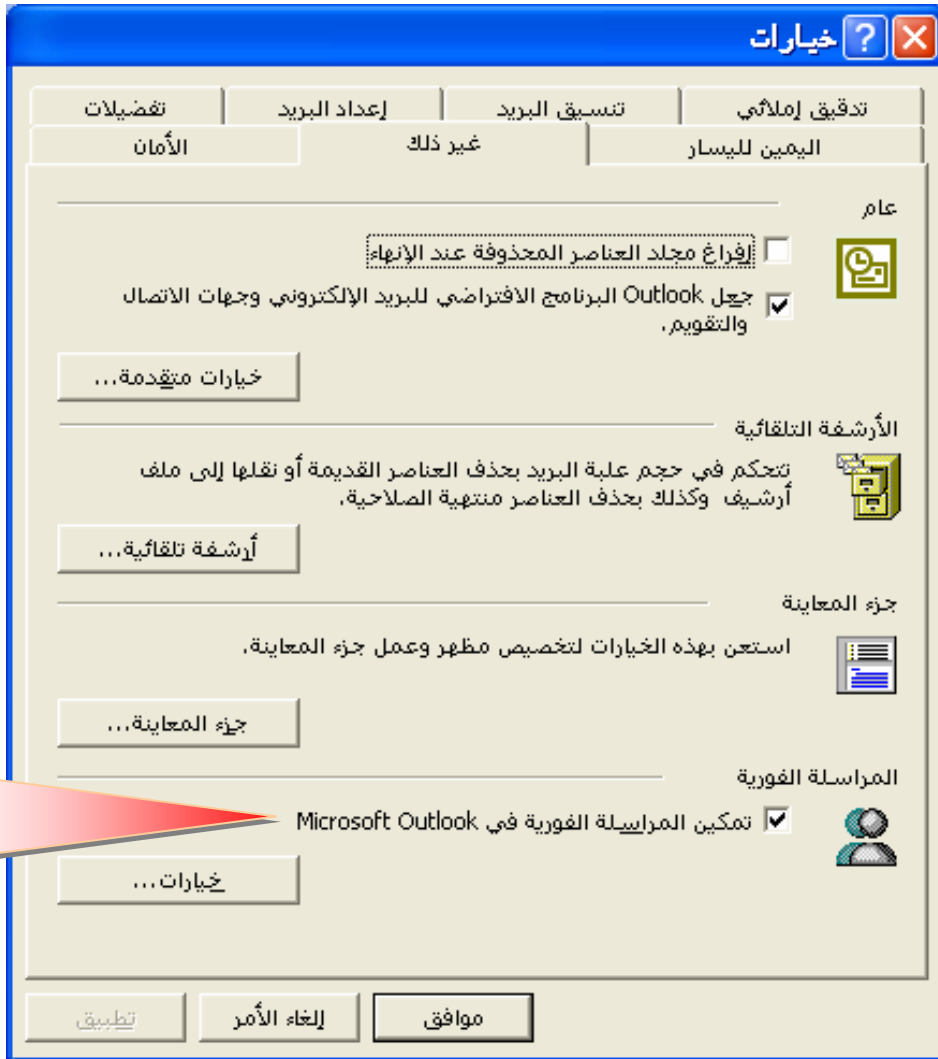 خيارات
تدقيق إملائي
تنسيق البريد
إعداد البريد
تفضيلات
اليمين لليسار
غير ذلك
الأمان
عام
إفراغ مجلد العناصر المحذوفة عند الإنهاء
جعل Outlook البرنامج الافتراضي للبريد الإلكتروني وجهات الاتصال
والتقويم.
خيارات متقدمة...
الأرشفة التلقائية
تتحكم في حجم علبة البريد بحذف العناصر القديمة أو نقلها إلى ملف
أرشيف وكذلك بحذف العناصر منتهية الصلاحية.
أرشفة تلقائية...
جزء المعاينة
استعن بهذه الخيارات لتخصيص مظهر وعمل جزء المعاينة.
جزء المعاينة...
المراسلة الفورية
تمكين المراسلة الفورية في Microsoft Outlook
خيارات...
موافق
إلغاء الأمر
تطبيق